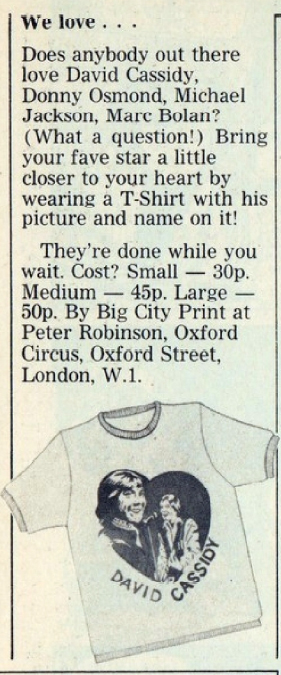 We love . . .
Does anybody out there
love David Cassidy,
Donny Osmond, Michael
Jackson, Marc Bolan?
(What a question!) Bring
your fave star a little
closer to your heart by
wearing a T-Shirt with his
picture and name on it!
They're done while you
wait. Cost? Small — 30p.
Medium — 45p. Large —
50p. By Big City Print at
Peter Robinson, Oxford
Circus, Oxford Street,
London, W.1.
DAVID CASSIDY